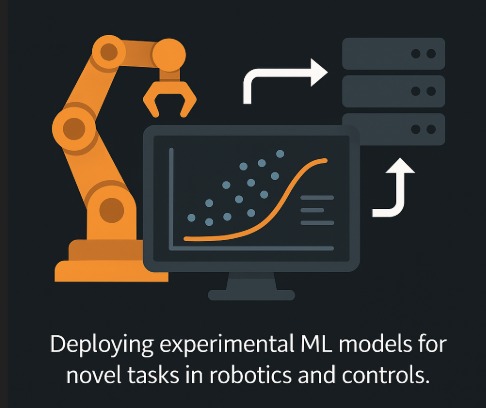 Deploying experimental ML models for
novel tasks in robotics and controls.